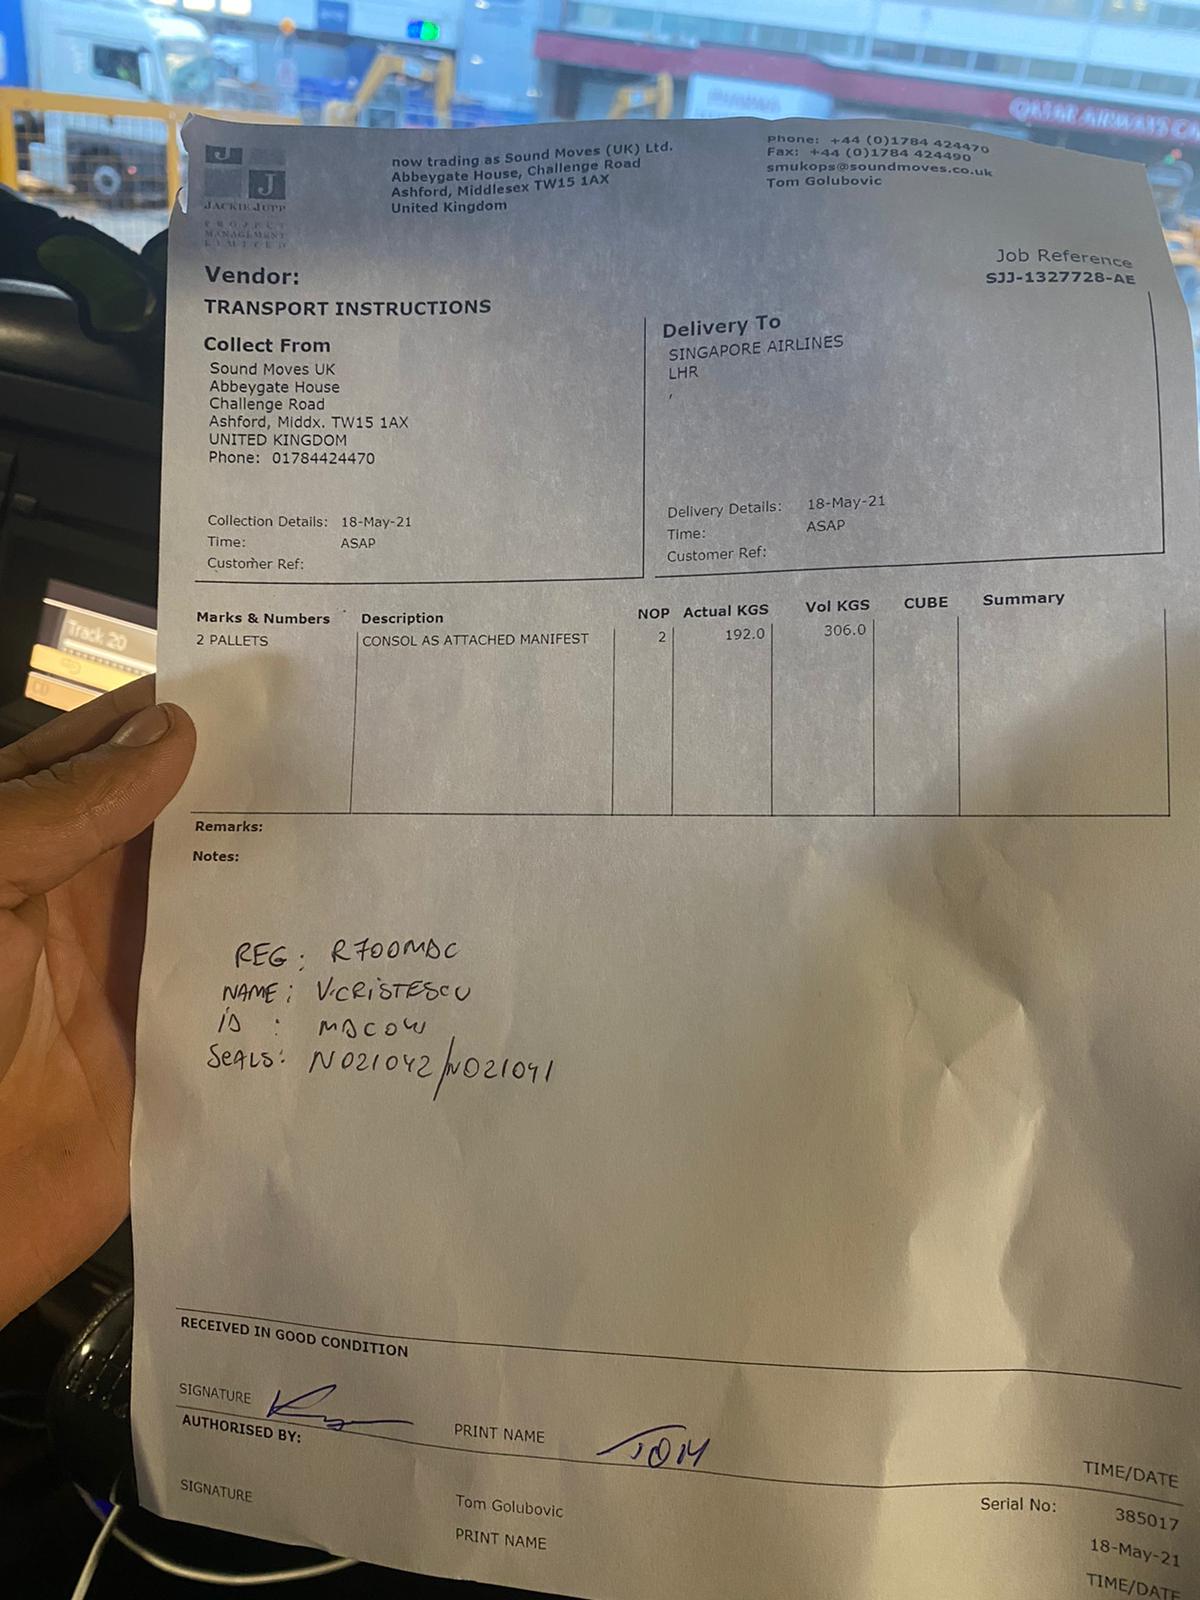 QATAR AIRWAYS
J
J
JACKIE JUPP
PROJECT
MANAGEMENT
LIMITED
now trading as Sound Moves (UK) Ltd.
Abbeygate House, Challenge Road
Ashford, Middlesex TW15 1AX
United Kingdom
phone: +44 (0)1784 424470
Fax: +44 (0)1784 424490
smukops@soundmoves.co.uk
Tom Golubovic
Job Reference
SJJ-1327728-AE
Vendor:
TRANSPORT INSTRUCTIONS
Collect From
Sound Moves UK
Abbeygate House
Challenge Road
Ashford, Middx. TW15 1AX
UNITED KINGDOM
Phone: 01784424470
Collection Details: 18-May-21
Time: ASAP
Customer Ref:
Delivery To
SINGAPORE AIRLINES
LHR
,
Delivery Details: 18-May-21
Time: ASAP
Customer Ref:
Marks & Numbers Description NOP Actual KGS Vol KGS CUBE Summary
2 PALLETS CONSOL AS ATTACHED MANIFEST 2 192.0 306.0
Track 20
CD
Remarks:
Notes:
REG: R700MDC
NAME: V.CRISTESCU
ID : MDCOW
SEALS: N021042/N021041
RECEIVED IN GOOD CONDITION
SIGNATURE PRINT NAME TOM TIME/DATE
AUTHORISED BY:
Serial No: 385017
Tom Golubovic 18-May-21
SIGNATURE PRINT NAME TIME/DATE